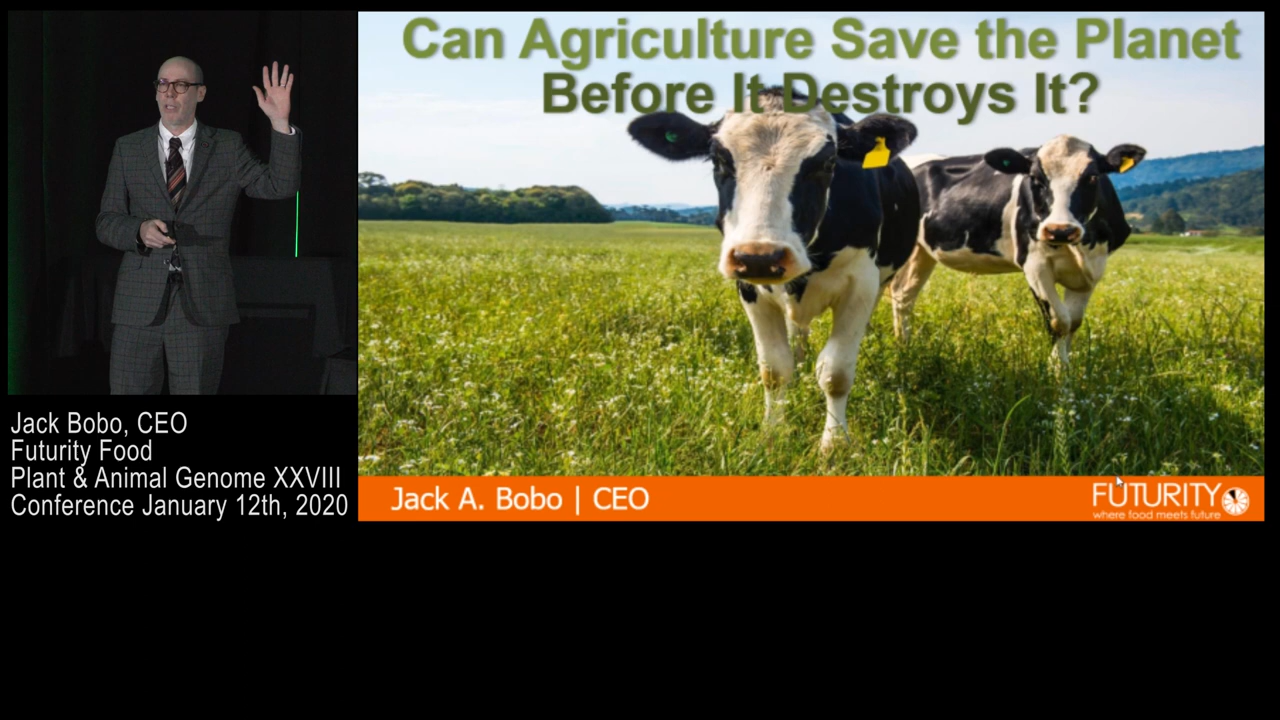 Can Agriculture Save the Planet
Before It Destroys It?
Jack Bobo, CEO
Futurity Food
Plant & Animal Genome XXVIII
Conference January 12th, 2020
Jack A. Bobo | CEO
FUTURITY
where food meets future